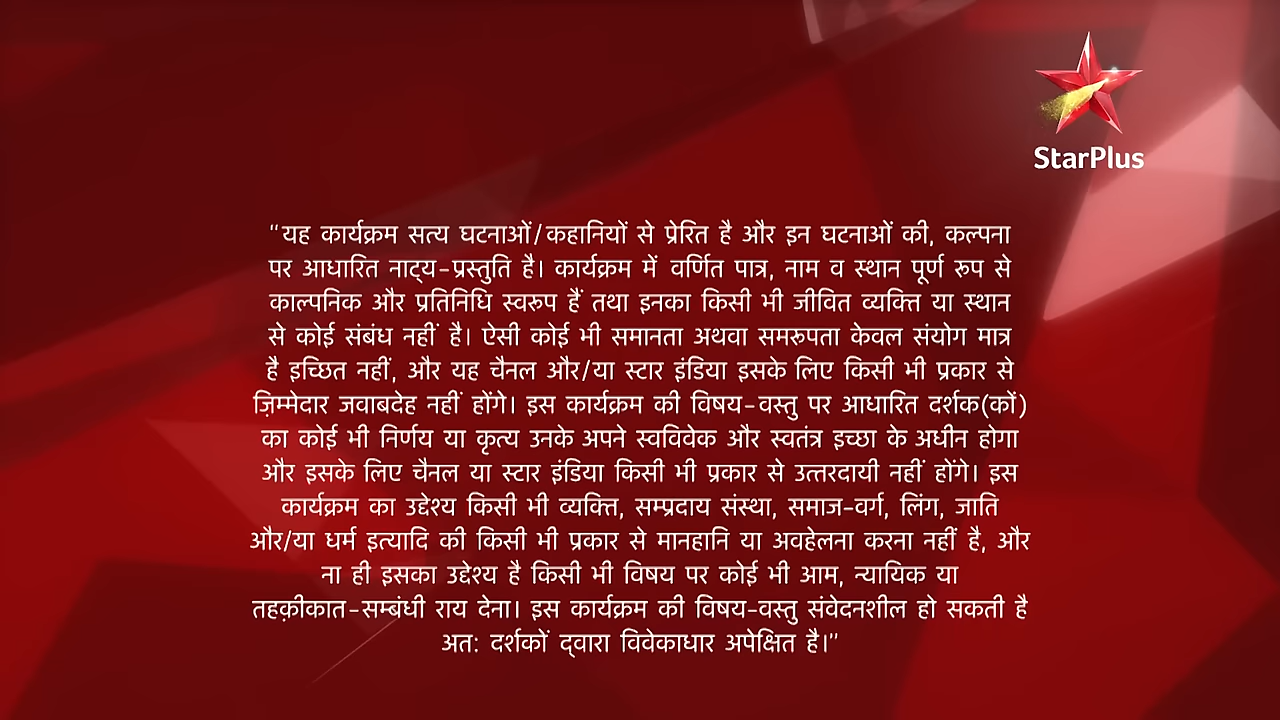 StarPlus
"यह कार्यक्रम सत्य घटनाओं/कहानियों से प्रेरित है और इन घटनाओं की, कल्पना
पर आधारित नाट्य-प्रस्तुति है। कार्यक्रम में वर्णित पात्र, नाम व स्थान पूर्ण रूप से
काल्पनिक और प्रतिनिधि स्वरूप हैं तथा इनका किसी भी जीवित व्यक्ति या स्थान
से कोई संबंध नहीं है। ऐसी कोई भी समानता अथवा समरूपता केवल संयोग मात्र
है इच्छित नहीं, और यह चैनल और/या स्टार इंडिया इसके लिए किसी भी प्रकार से
ज़िम्मेदार जवाबदेह नहीं होंगे। इस कार्यक्रम की विषय-वस्तु पर आधारित दर्शक(कों)
का कोई भी निर्णय या कृत्य उनके अपने स्वविवेक और स्वतंत्र इच्छा के अधीन होगा
और इसके लिए चैनल या स्टार इंडिया किसी भी प्रकार से उत्तरदायी नहीं होंगे। इस
कार्यक्रम का उद्देश्य किसी भी व्यक्ति, सम्प्रदाय संस्था, समाज-वर्ग, लिंग, जाति
और/या धर्म इत्यादि की किसी भी प्रकार से मानहानि या अवहेलना करना नहीं है, और
ना ही इसका उद्देश्य है किसी भी विषय पर कोई भी आम, न्यायिक या
तहक़ीकात-सम्बंधी राय देना। इस कार्यक्रम की विषय-वस्तु संवेदनशील हो सकती है
अत: दर्शकों द्वारा विवेकाधार अपेक्षित है।"